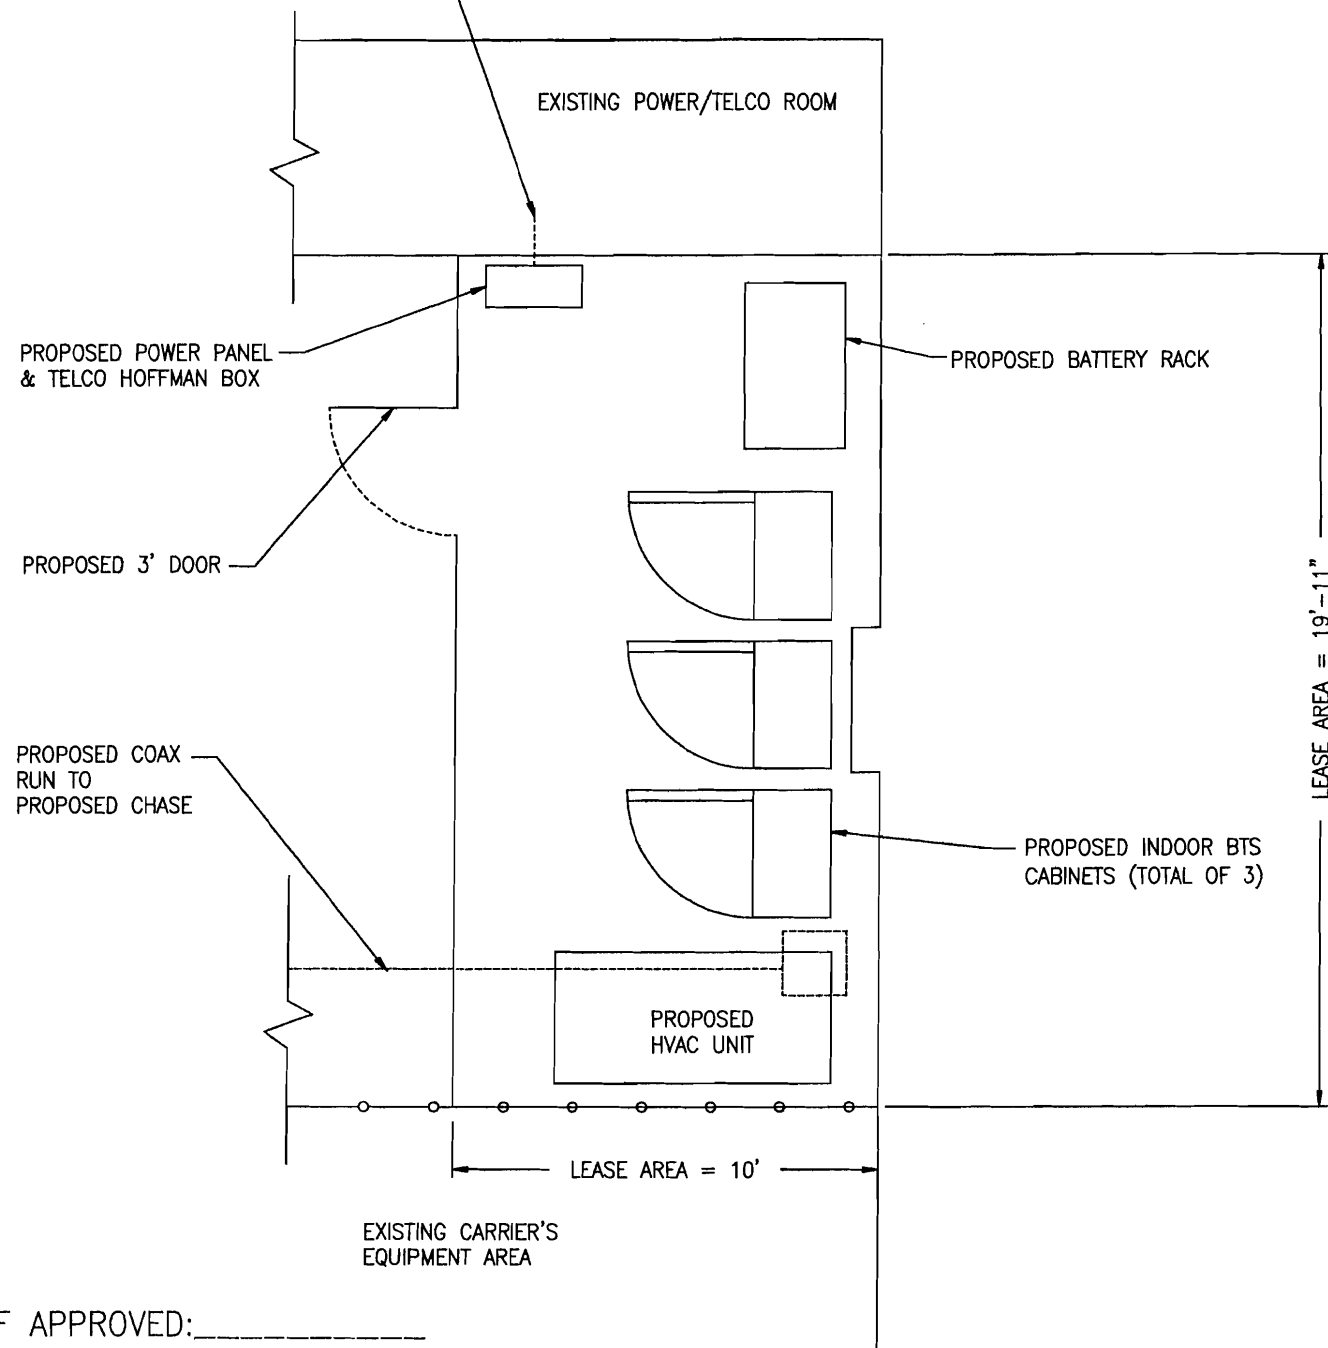 EXISTING POWER/TELCO ROOM
PROPOSED POWER PANEL
& TELCO HOFFMAN BOX
PROPOSED BATTERY RACK
PROPOSED 3' DOOR
LEASE AREA = 19'-11"
PROPOSED COAX
RUN TO
PROPOSED CHASE
PROPOSED INDOOR BTS
CABINETS (TOTAL OF 3)
PROPOSED
HVAC UNIT
LEASE AREA = 10'
EXISTING CARRIER'S
EQUIPMENT AREA
APPROVED: